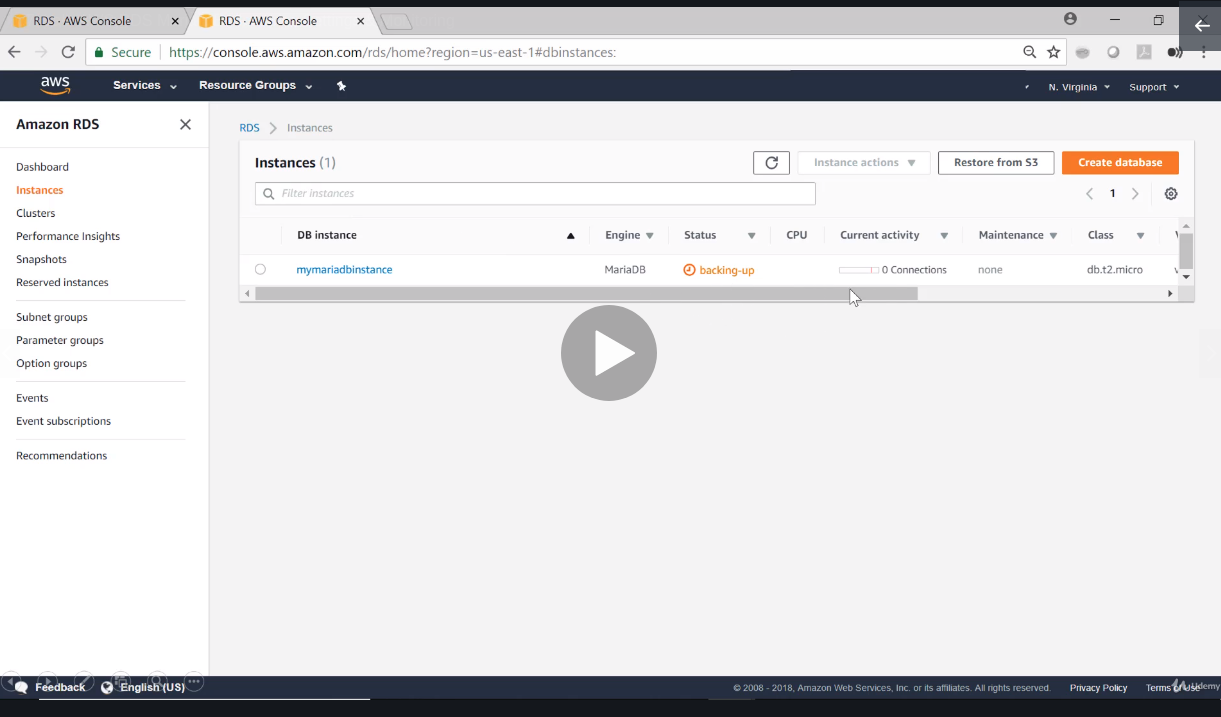 RDS · AWS Console
RDS · AWS Console
Secure
https://console.aws.amazon.com/rds/home?region=us-east-1#dbinstances:
aws
Services
Resource Groups
N. Virginia
Support
Amazon RDS
Dashboard
Instances
Clusters
Performance Insights
Snapshots
Reserved instances
Subnet groups
Parameter groups
Option groups
Events
Event subscriptions
Recommendations
RDS > Instances
Instances (1)
Instance actions
Restore from S3
Create database
Filter instances
1
DB instance Engine Status CPU Current activity Maintenance Class
mymariadbinstance MariaDB backing-up 0 Connections none db.t2.micro
Feedback
English (US)
© 2008 - 2018, Amazon Web Services, Inc. or its affiliates. All rights reserved.
Privacy Policy
Terms of Use
Udemy